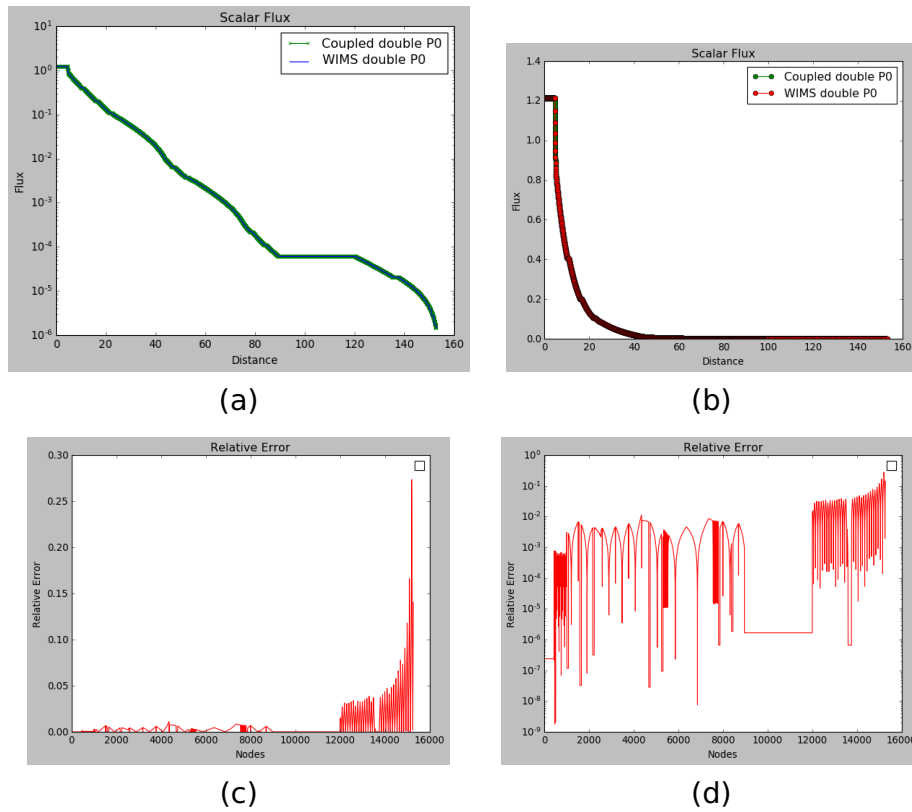 Scalar Flux
10^1
10^0
10^-1
10^-2
10^-3
10^-4
10^-5
10^-6
Flux
0 20 40 60 80 100 120 140 160
Distance
Coupled double P0
WIMS double P0
(a)
Scalar Flux
1.4
1.2
1.0
0.8
0.6
0.4
0.2
0.0
Flux
0 20 40 60 80 100 120 140 160
Distance
Coupled double P0
WIMS double P0
(b)
Relative Error
0.30
0.25
0.20
0.15
0.10
0.05
0.00
Relative Error
0 2000 4000 6000 8000 10000 12000 14000 16000
Nodes
(c)
Relative Error
10^0
10^-1
10^-2
10^-3
10^-4
10^-5
10^-6
10^-7
10^-8
10^-9
Relative Error
0 2000 4000 6000 8000 10000 12000 14000 16000
Nodes
(d)